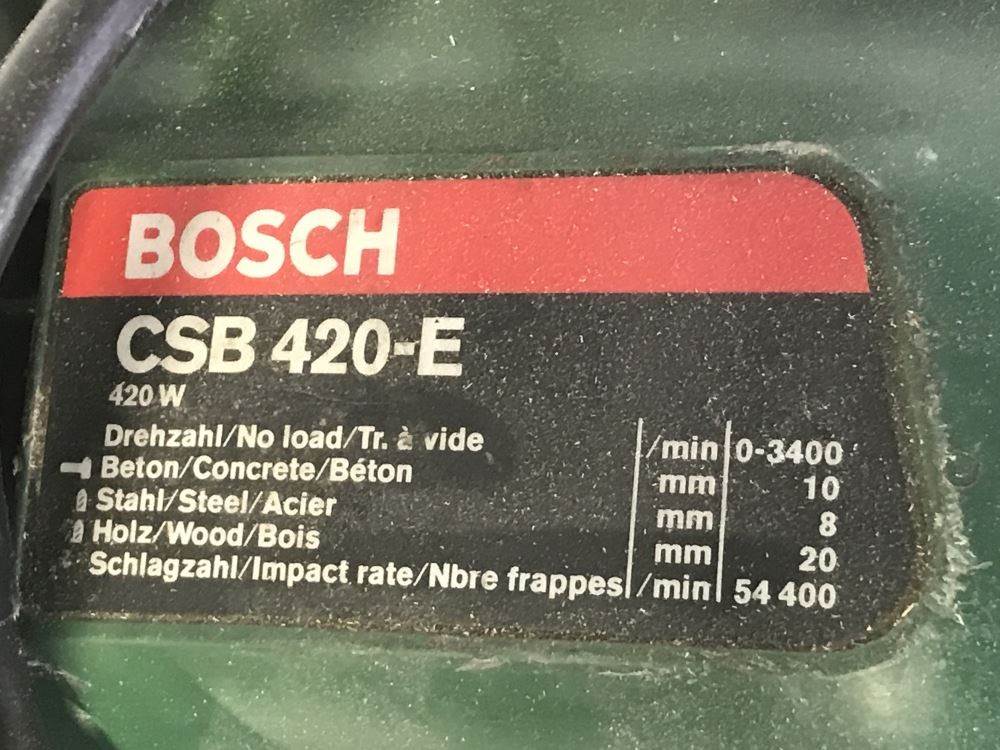 BOSCH
CSB 420-E
420 W
Drehzahl/No load/Tr. à vide /min 0-3400
Beton/Concrete/Béton mm 10
Stahl/Steel/Acier mm 8
Holz/Wood/Bois mm 20
Schlagzahl/Impact rate/Nbre frappes /min 54 400